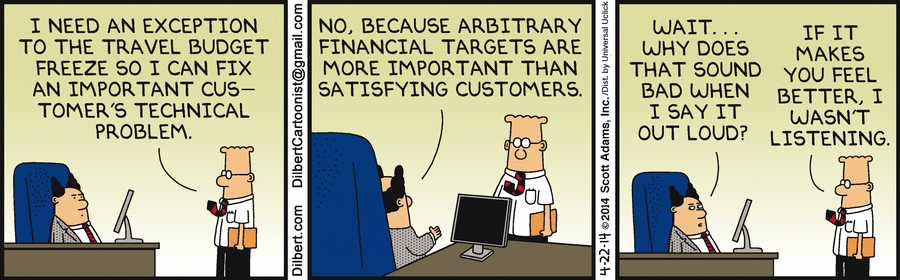 I NEED AN EXCEPTION
TO THE TRAVEL BUDGET
FREEZE SO I CAN FIX
AN IMPORTANT CUS-
TOMER'S TECHNICAL
PROBLEM.
Dilbert.com DilbertCartoonist@gmail.com
NO, BECAUSE ARBITRARY
FINANCIAL TARGETS ARE
MORE IMPORTANT THAN
SATISFYING CUSTOMERS.
4-22-14 © 2014 Scott Adams, Inc. /Dist. by Universal Uclick
WAIT...
WHY DOES
THAT SOUND
BAD WHEN
I SAY IT
OUT LOUD?
IF IT
MAKES
YOU FEEL
BETTER, I
WASN'T
LISTENING.